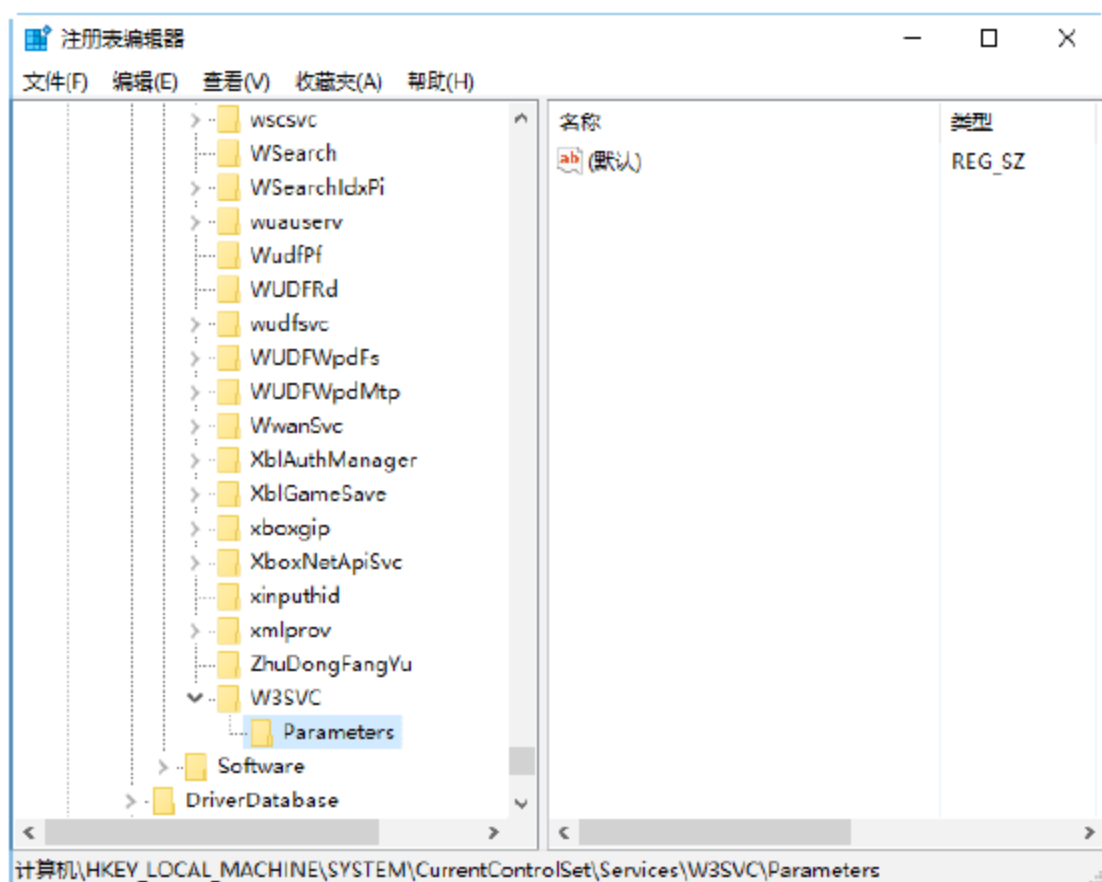 注册表编辑器
文件(F) 编辑(E) 查看(V) 收藏夹(A) 帮助(H)
wscsvc
WSearch
WSearchIdxPi
wuauserv
WudfPf
WUDFRd
wudfsvc
WUDFWpdFs
WUDFWpdMtp
WwanSvc
XblAuthManager
XblGameSave
xboxgip
XboxNetApiSvc
xinputhid
xmlprov
ZhuDongFangYu
W3SVC
Parameters
Software
DriverDatabase
名称 类型
ab (默认) REG_SZ
计算机\HKEY_LOCAL_MACHINE\SYSTEM\CurrentControlSet\Services\W3SVC\Parameters